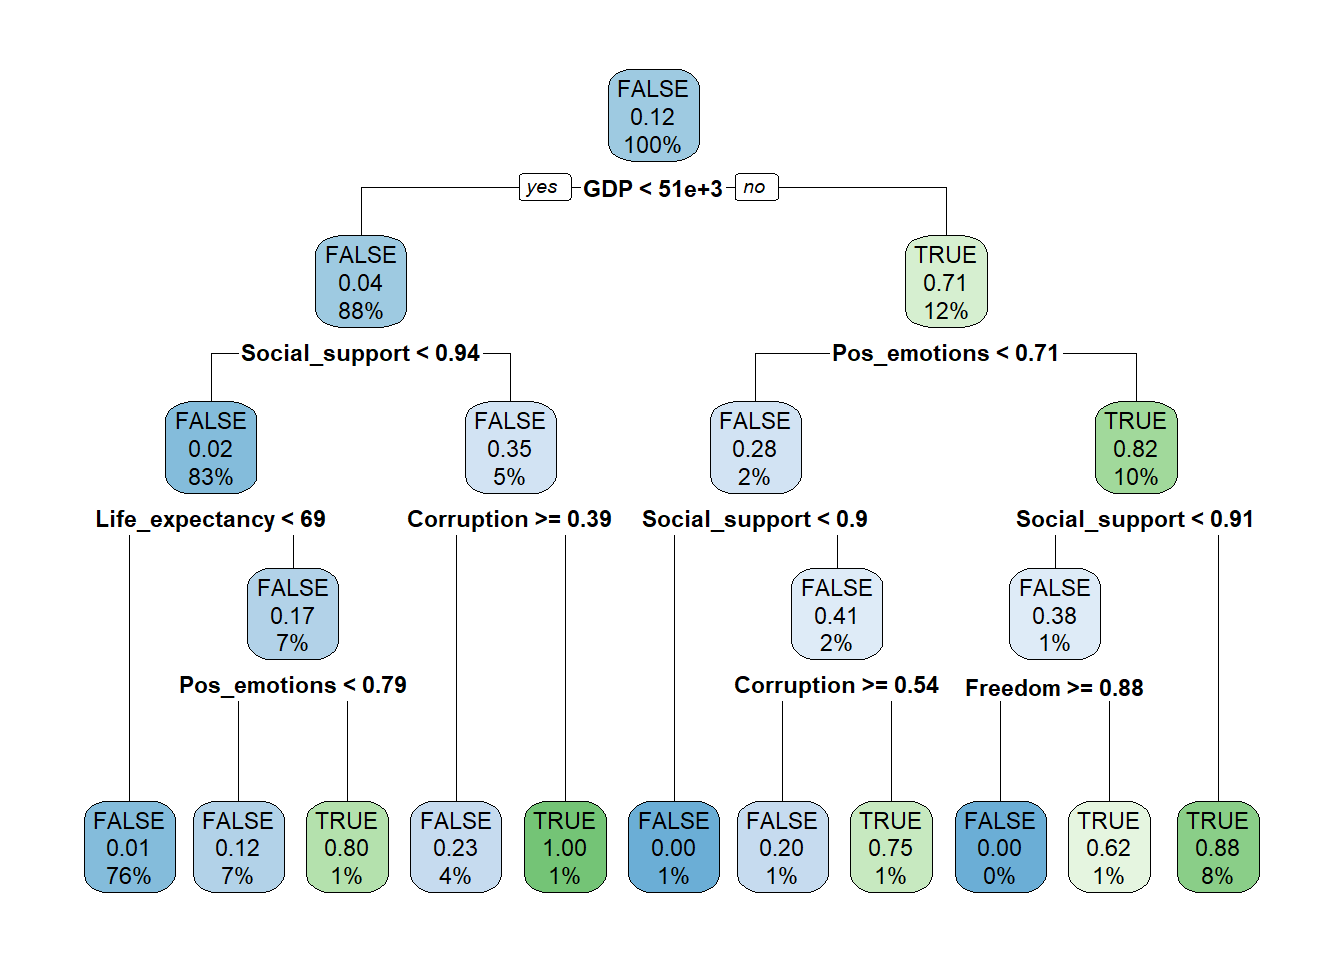 FALSE
0.12
100%
yes GDP < 51e+3 no
FALSE
0.04
88%
TRUE
0.71
12%
Social_support < 0.94
Pos_emotions < 0.71
FALSE
0.02
83%
FALSE
0.35
5%
FALSE
0.28
2%
TRUE
0.82
10%
Life_expectancy < 69
Corruption >= 0.39
Social_support < 0.9
Social_support < 0.91
FALSE
0.17
7%
FALSE
0.41
2%
FALSE
0.38
1%
Pos_emotions < 0.79
Corruption >= 0.54
Freedom >= 0.88
FALSE
0.01
76%
FALSE
0.12
7%
TRUE
0.80
1%
FALSE
0.23
4%
TRUE
1.00
1%
FALSE
0.00
1%
FALSE
0.20
1%
TRUE
0.75
1%
FALSE
0.00
0%
TRUE
0.62
1%
TRUE
0.88
8%